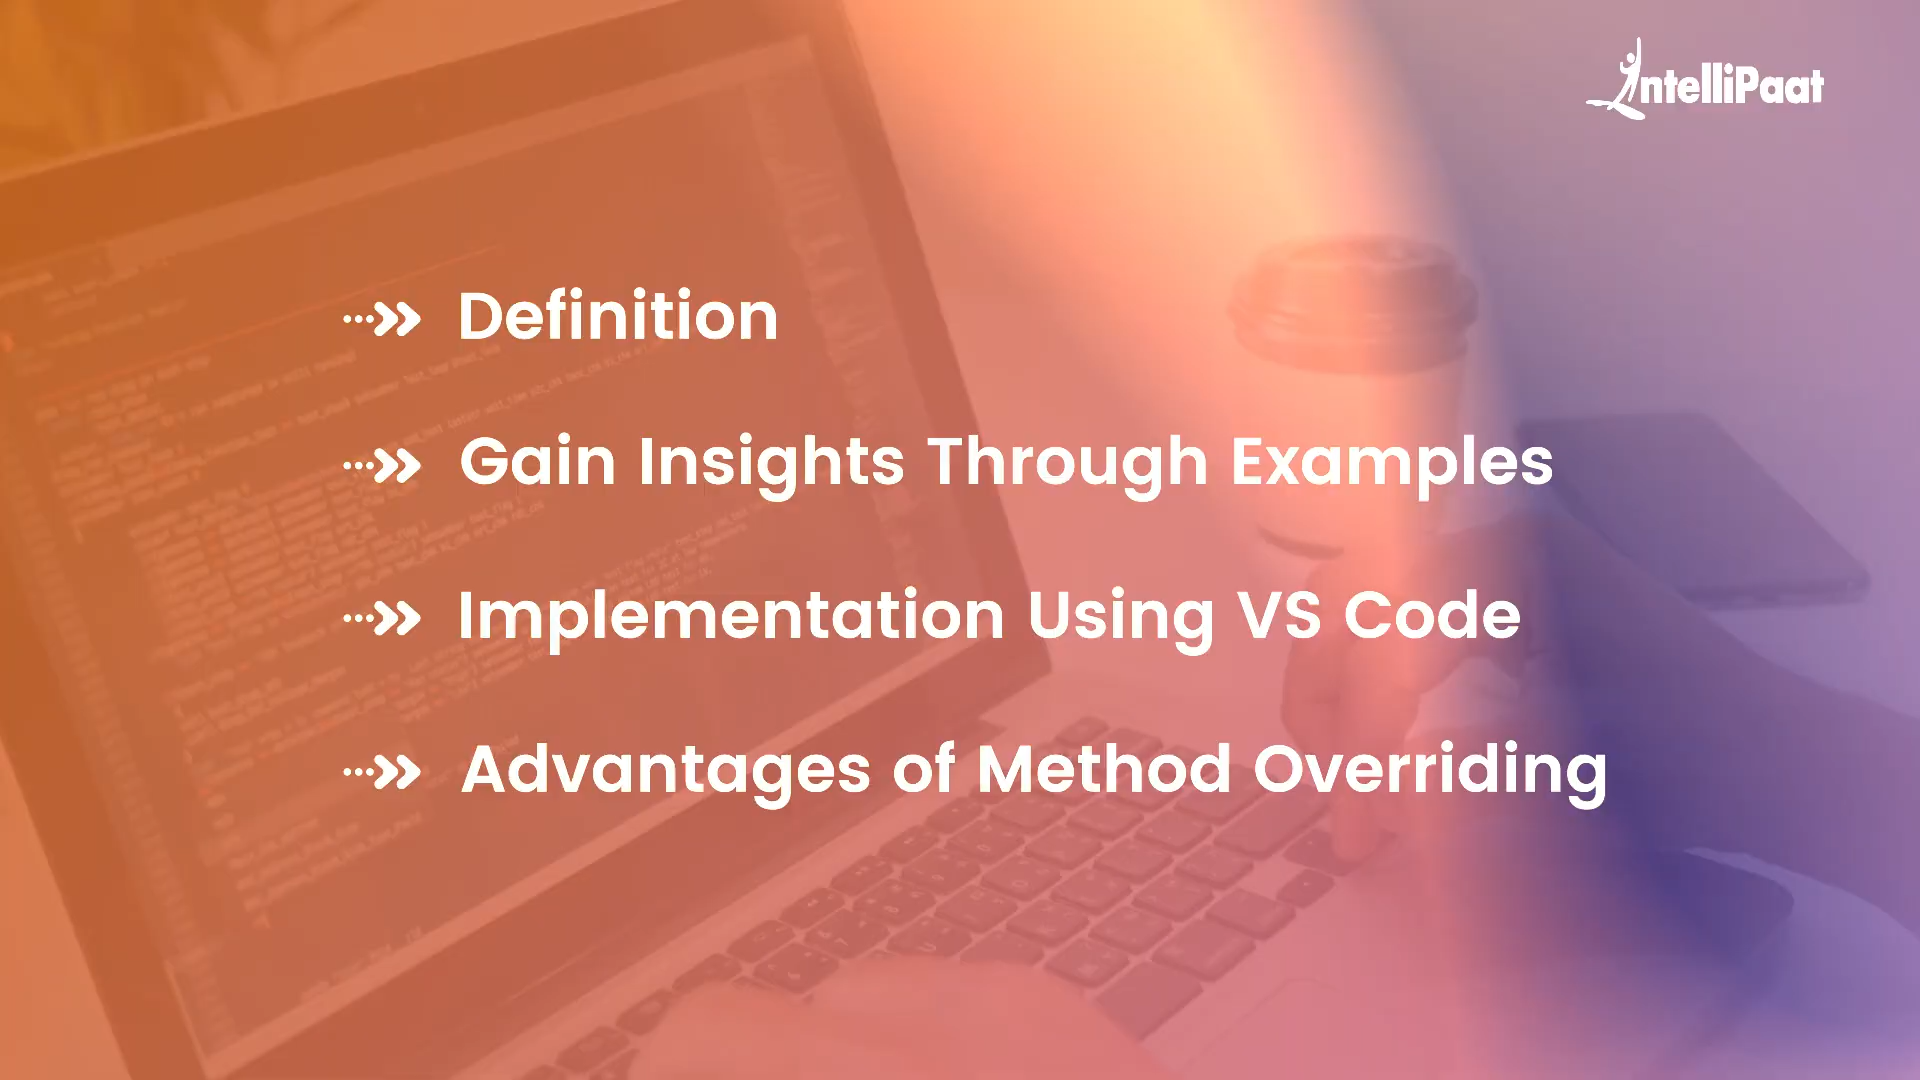 IntelliPaat
Definition
Gain Insights Through Examples
Implementation Using VS Code
Advantages of Method Overriding